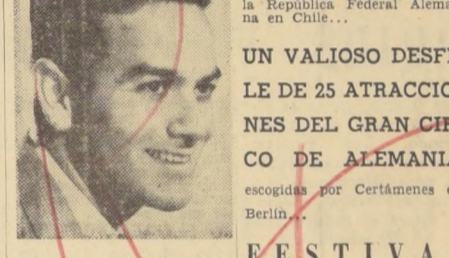 la República Federal Alema
na en Chile...
UN VALIOSO DESFI
LE DE 25 ATRACCIO
NES DEL GRAN CIR
CO DE ALEMANIA
escogidas por Certámenes
Berlín...
FESTIVA